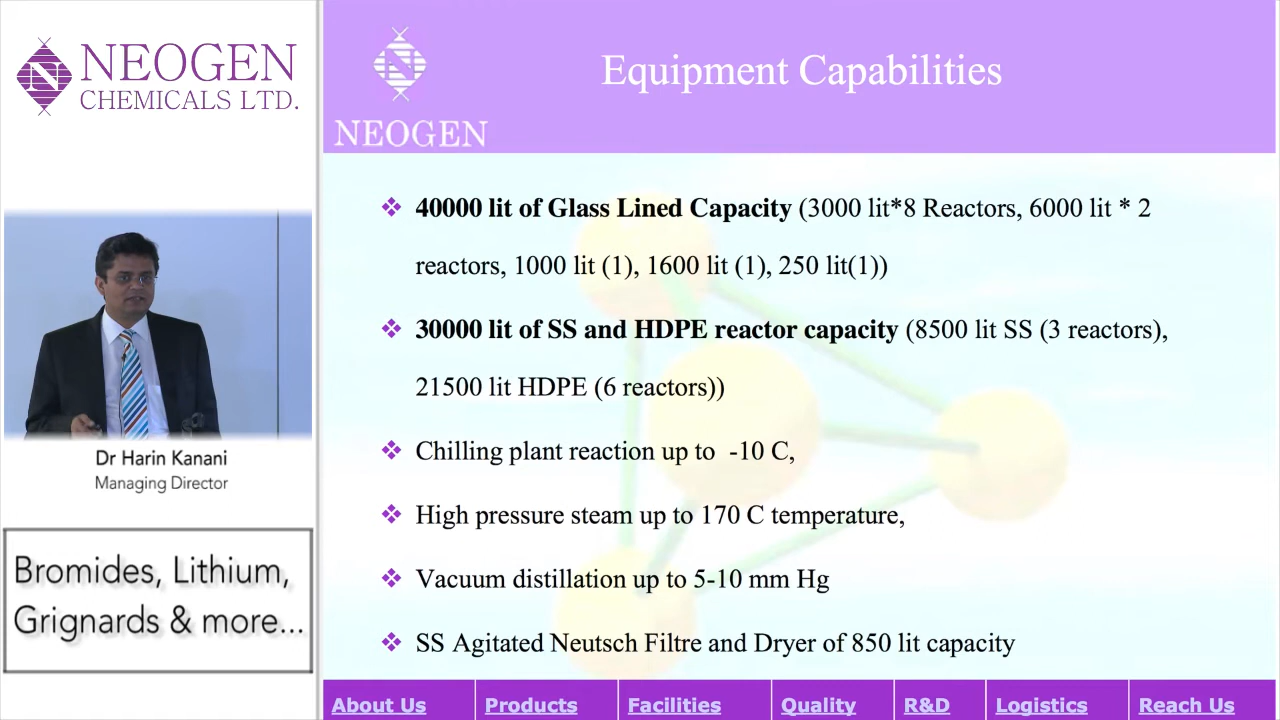 NEOGEN
CHEMICALS LTD.
Dr Harin Kanani
Managing Director
Bromides, Lithium,
Grignards & more...
NEOGEN
Equipment Capabilities
❖ 40000 lit of Glass Lined Capacity (3000 lit*8 Reactors, 6000 lit * 2
reactors, 1000 lit (1), 1600 lit (1), 250 lit(1))
❖ 30000 lit of SS and HDPE reactor capacity (8500 lit SS (3 reactors),
21500 lit HDPE (6 reactors))
❖ Chilling plant reaction up to -10 C,
❖ High pressure steam up to 170 C temperature,
❖ Vacuum distillation up to 5-10 mm Hg
❖ SS Agitated Neutsch Filtre and Dryer of 850 lit capacity
About Us Products Facilities Quality R&D Logistics Reach Us